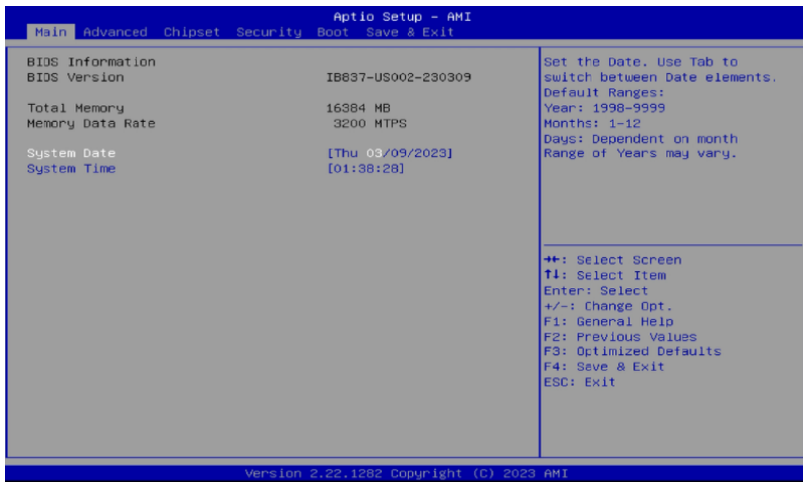 Aptio Setup – AMI
Main Advanced Chipset Security Boot Save & Exit
BIOS Information
BIOS Version IB837-US002-230309
Total Memory 16384 MB
Memory Data Rate 3200 MTPS
System Date [Thu 03/09/2023]
System Time [01:38:28]
Set the Date. Use Tab to
switch between Date elements.
Default Ranges:
Year: 1998-9999
Months: 1-12
Days: Dependent on month
Range of Years may vary.
→←: Select Screen
↑↓: Select Item
Enter: Select
+/-: Change Opt.
F1: General Help
F2: Previous Values
F3: Optimized Defaults
F4: Save & Exit
ESC: Exit
Version 2.22.1282 Copyright (C) 2023 AMI